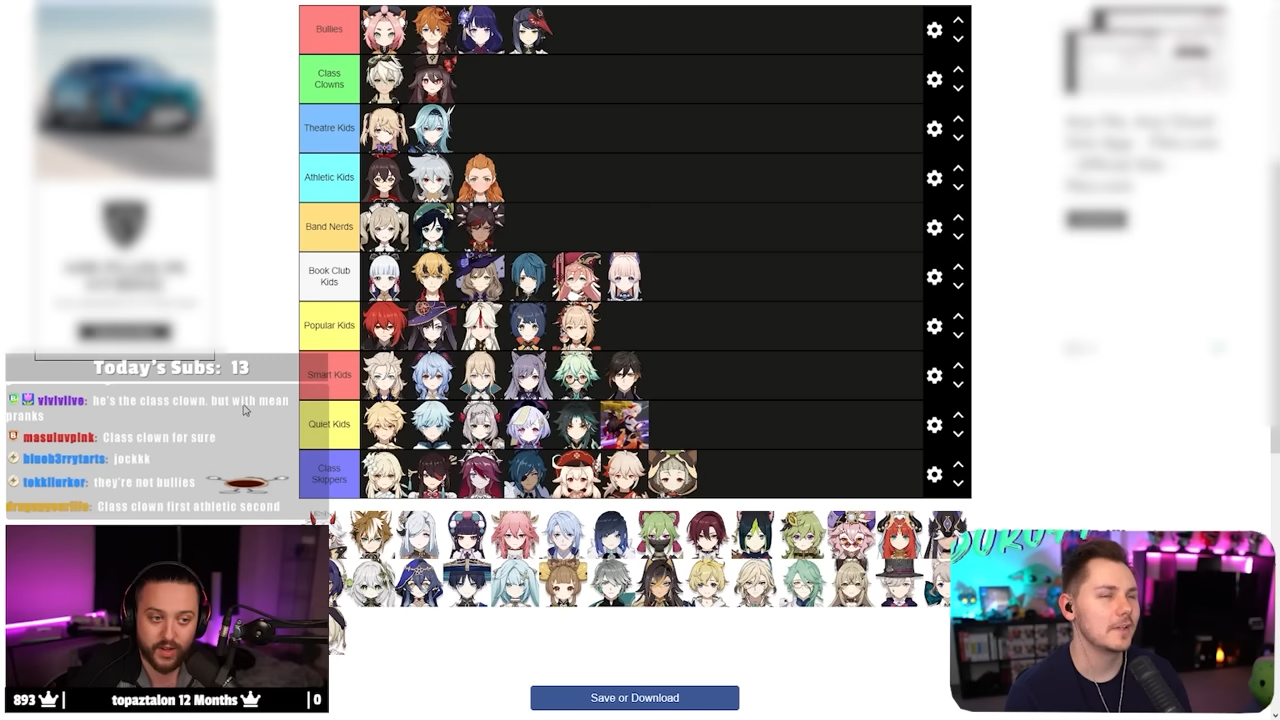 Bullies
Class
Clowns
Theatre Kids
Athletic Kids
Band Nerds
Book Club
Kids
Popular Kids
Smart Kids
Quiet Kids
Class
Skippers
Today's Subs: 13
vivivlive: he's the class clown. but with mean
pranks
masuluvpink: Class clown for sure
blueb3rrytarts: jockkk
tokkilurkor: they're not bullies
Class clown first athletic second
893
topaztalon 12 Months
0
Save or Download